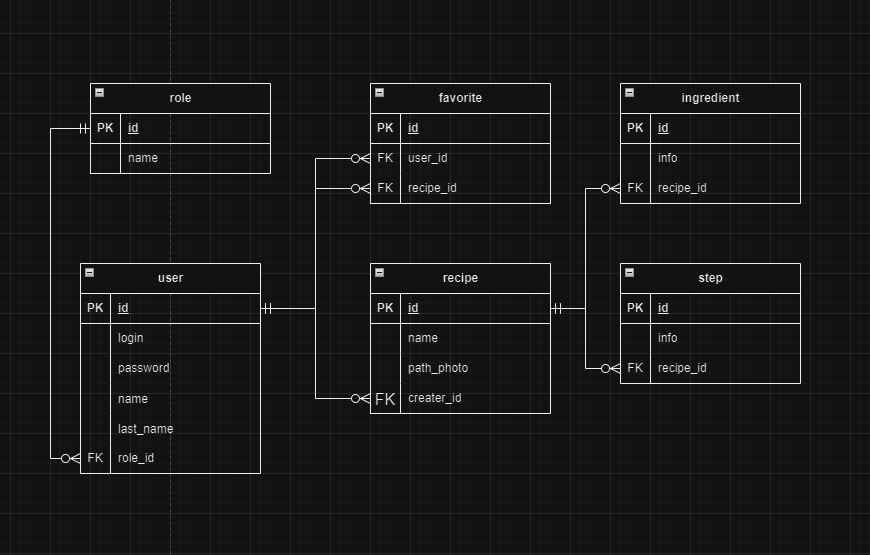 role
PK id
name
favorite
PK id
FK user_id
FK recipe_id
ingredient
PK id
info
FK recipe_id
user
PK id
login
password
name
last_name
FK role_id
recipe
PK id
name
path_photo
FK creater_id
step
PK id
info
FK recipe_id